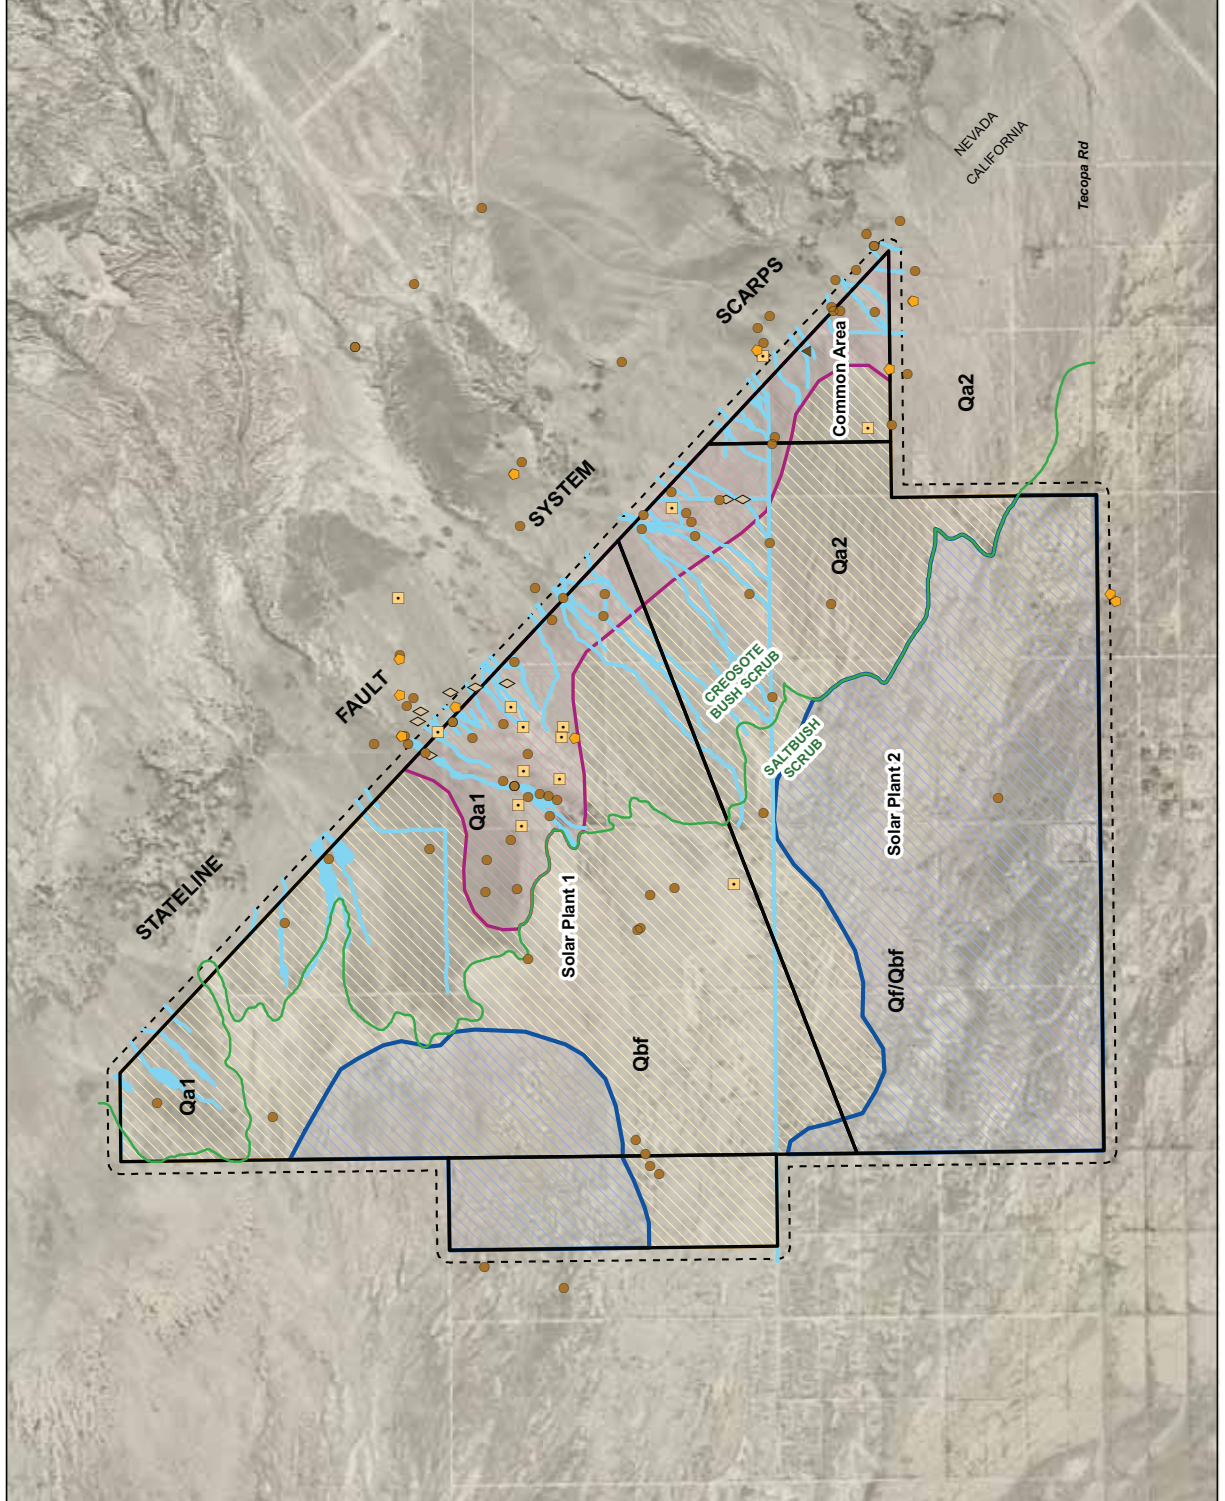 NEVADA
CALIFORNIA
Tecopa Rd
SCARPS
SYSTEM
FAULT
STATELINE
Common Area
Qa2
Qa2
CREOSOTE
BUSH SCRUB
SALTBUSH
SCRUB
Qa1
Solar Plant 1
Solar Plant 2
Qf/Qbf
Qbf
Qa1